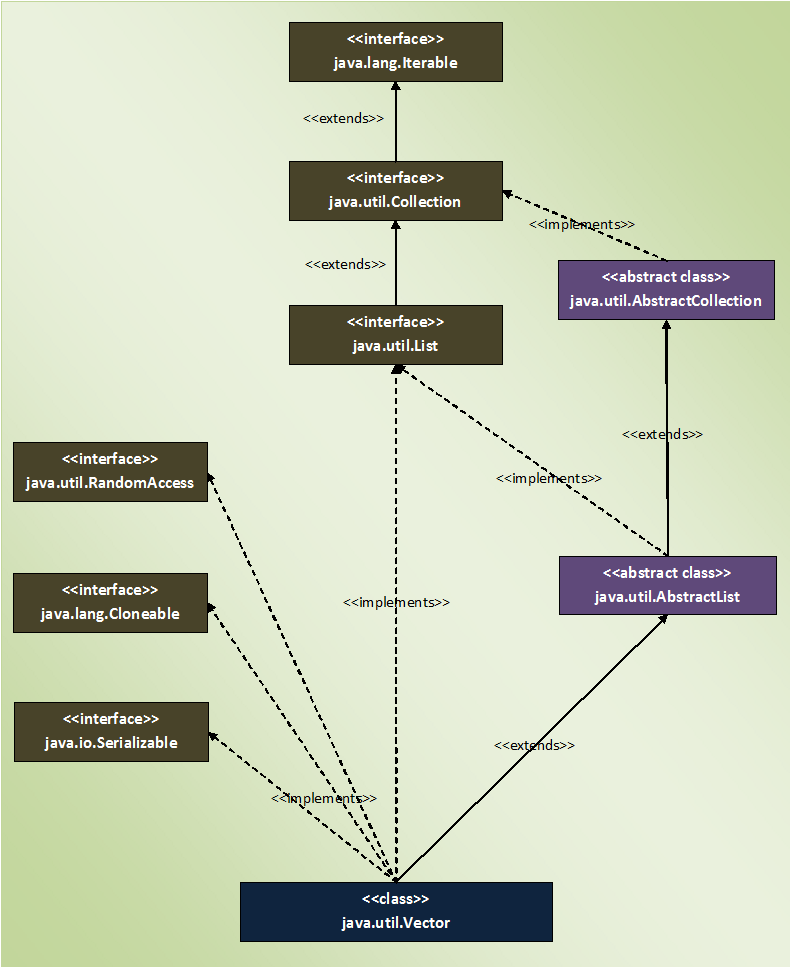 <<interface>>
java.lang.Iterable
<<extends>>
<<interface>>
java.util.Collection
<<implements>>
<<extends>>
<<abstract class>>
java.util.AbstractCollection
<<interface>>
java.util.List
<<extends>>
<<interface>>
java.util.RandomAccess
<<implements>>
<<abstract class>>
java.util.AbstractList
<<interface>>
java.lang.Cloneable
<<implements>>
<<interface>>
java.io.Serializable
<<extends>>
<<implements>>
<<class>>
java.util.Vector